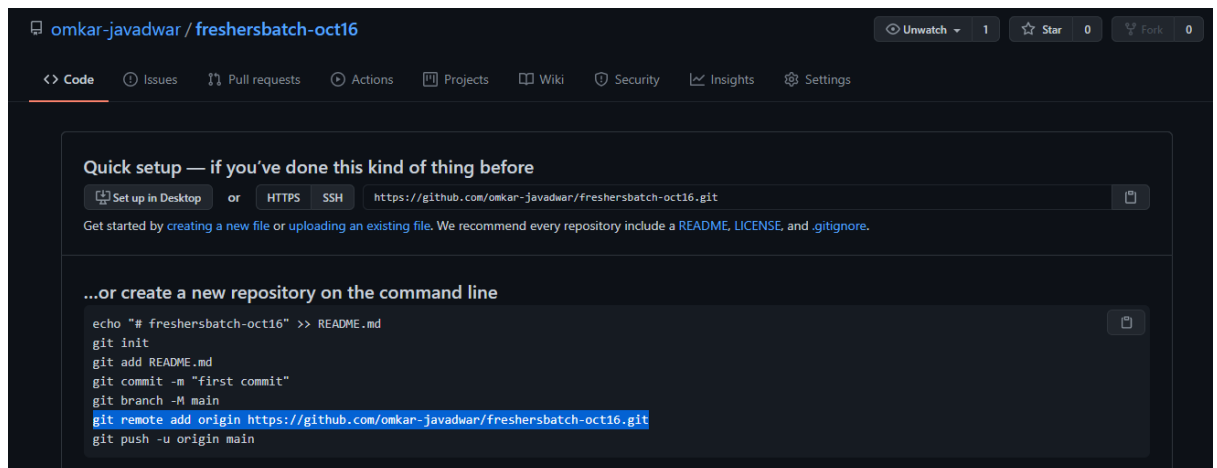 omkar-javadwar / freshersbatch-oct16 Unwatch 1 Star 0 Fork 0
<> Code Issues Pull requests Actions Projects Wiki Security Insights Settings
Quick setup — if you've done this kind of thing before
Set up in Desktop or HTTPS SSH https://github.com/omkar-javadwar/freshersbatch-oct16.git
Get started by creating a new file or uploading an existing file. We recommend every repository include a README, LICENSE, and .gitignore.
...or create a new repository on the command line
echo "# freshersbatch-oct16" >> README.md
git init
git add README.md
git commit -m "first commit"
git branch -M main
git remote add origin https://github.com/omkar-javadwar/freshersbatch-oct16.git
git push -u origin main